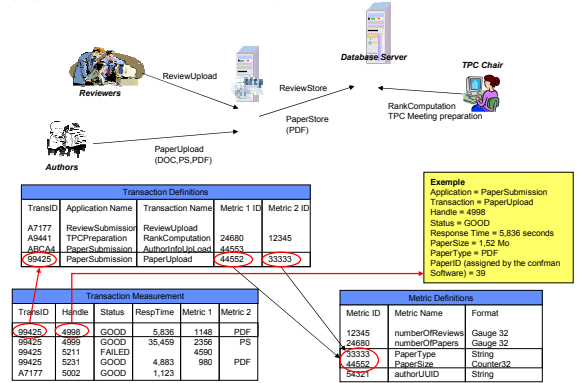 Database Server
TPC Chair
ReviewUpload
Reviewers
ReviewStore
RankComputation
TPC Meeting preparation
PaperStore
(PDF)
PaperUpload
(DOC,PS,PDF)
Authors
Exemple
Application = PaperSubmission
Transaction = PaperUpload
Handle = 4998
Status = GOOD
Response Time = 5,836 seconds
PaperSize = 1,52 Mo
PaperType = PDF
PaperID (assigned by the confman
Software) = 39
Transaction Definitions
TransID Application Name Transaction Name Metric 1 ID Metric 2 ID
A7177 ReviewSubmission ReviewUpload
A9441 TPCPreparation RankComputation 24680 12345
ABCA4 PaperSubmission AuthorInfoUpLoad 44553
99425 PaperSubmission PaperUpload 44552 33333
Transaction Measurement
TransID Handle Status RespTime Metric 1 Metric 2
99425 4998 GOOD 5,836 1148 PDF
99425 4999 GOOD 35,459 2356 PS
99425 5211 FAILED 4590
99425 5231 GOOD 4,883 980 PDF
A7177 5002 GOOD 1,123
Metric Definitions
Metric ID Metric Name Format
12345 numberOfReviews Gauge 32
24680 numberOfPapers Gauge 32
33333 PaperType String
44552 PaperSize Counter32
54321 authorUUID String